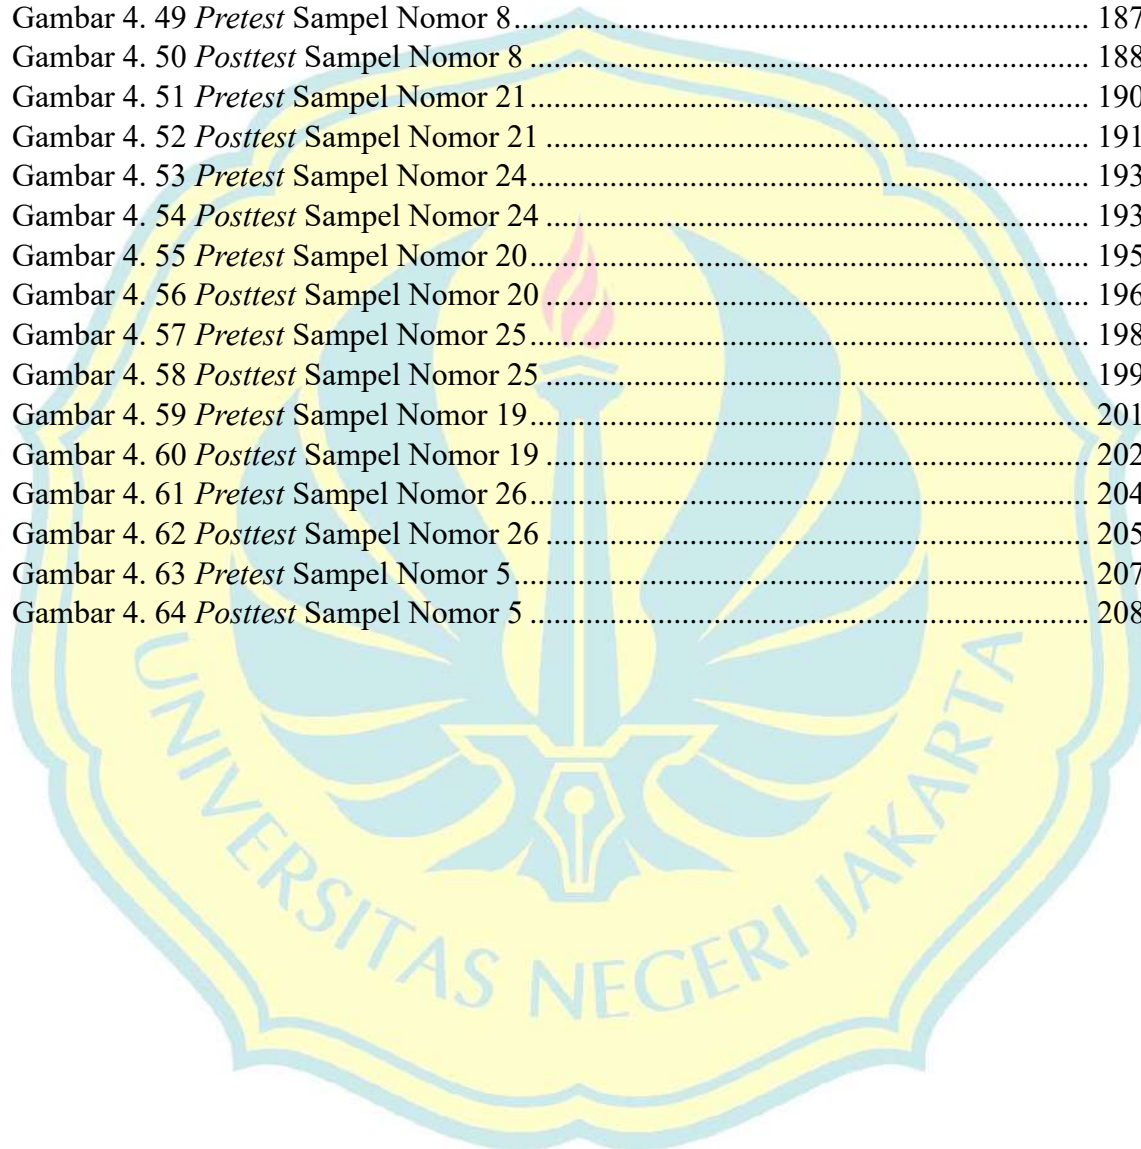 Gambar 4. 49 Pretest Sampel Nomor 8............................................................................ 187
Gambar 4. 50 Posttest Sampel Nomor 8 .......................................................................... 188
Gambar 4. 51 Pretest Sampel Nomor 21.......................................................................... 190
Gambar 4. 52 Posttest Sampel Nomor 21 ........................................................................ 191
Gambar 4. 53 Pretest Sampel Nomor 24.......................................................................... 193
Gambar 4. 54 Posttest Sampel Nomor 24 ........................................................................ 193
Gambar 4. 55 Pretest Sampel Nomor 20.......................................................................... 195
Gambar 4. 56 Posttest Sampel Nomor 20 ........................................................................ 196
Gambar 4. 57 Pretest Sampel Nomor 25.......................................................................... 198
Gambar 4. 58 Posttest Sampel Nomor 25 ........................................................................ 199
Gambar 4. 59 Pretest Sampel Nomor 19.......................................................................... 201
Gambar 4. 60 Posttest Sampel Nomor 19 ........................................................................ 202
Gambar 4. 61 Pretest Sampel Nomor 26.......................................................................... 204
Gambar 4. 62 Posttest Sampel Nomor 26 ........................................................................ 205
Gambar 4. 63 Pretest Sampel Nomor 5............................................................................ 207
Gambar 4. 64 Posttest Sampel Nomor 5 .......................................................................... 208
UNIVERSITAS NEGERI JAKARTA